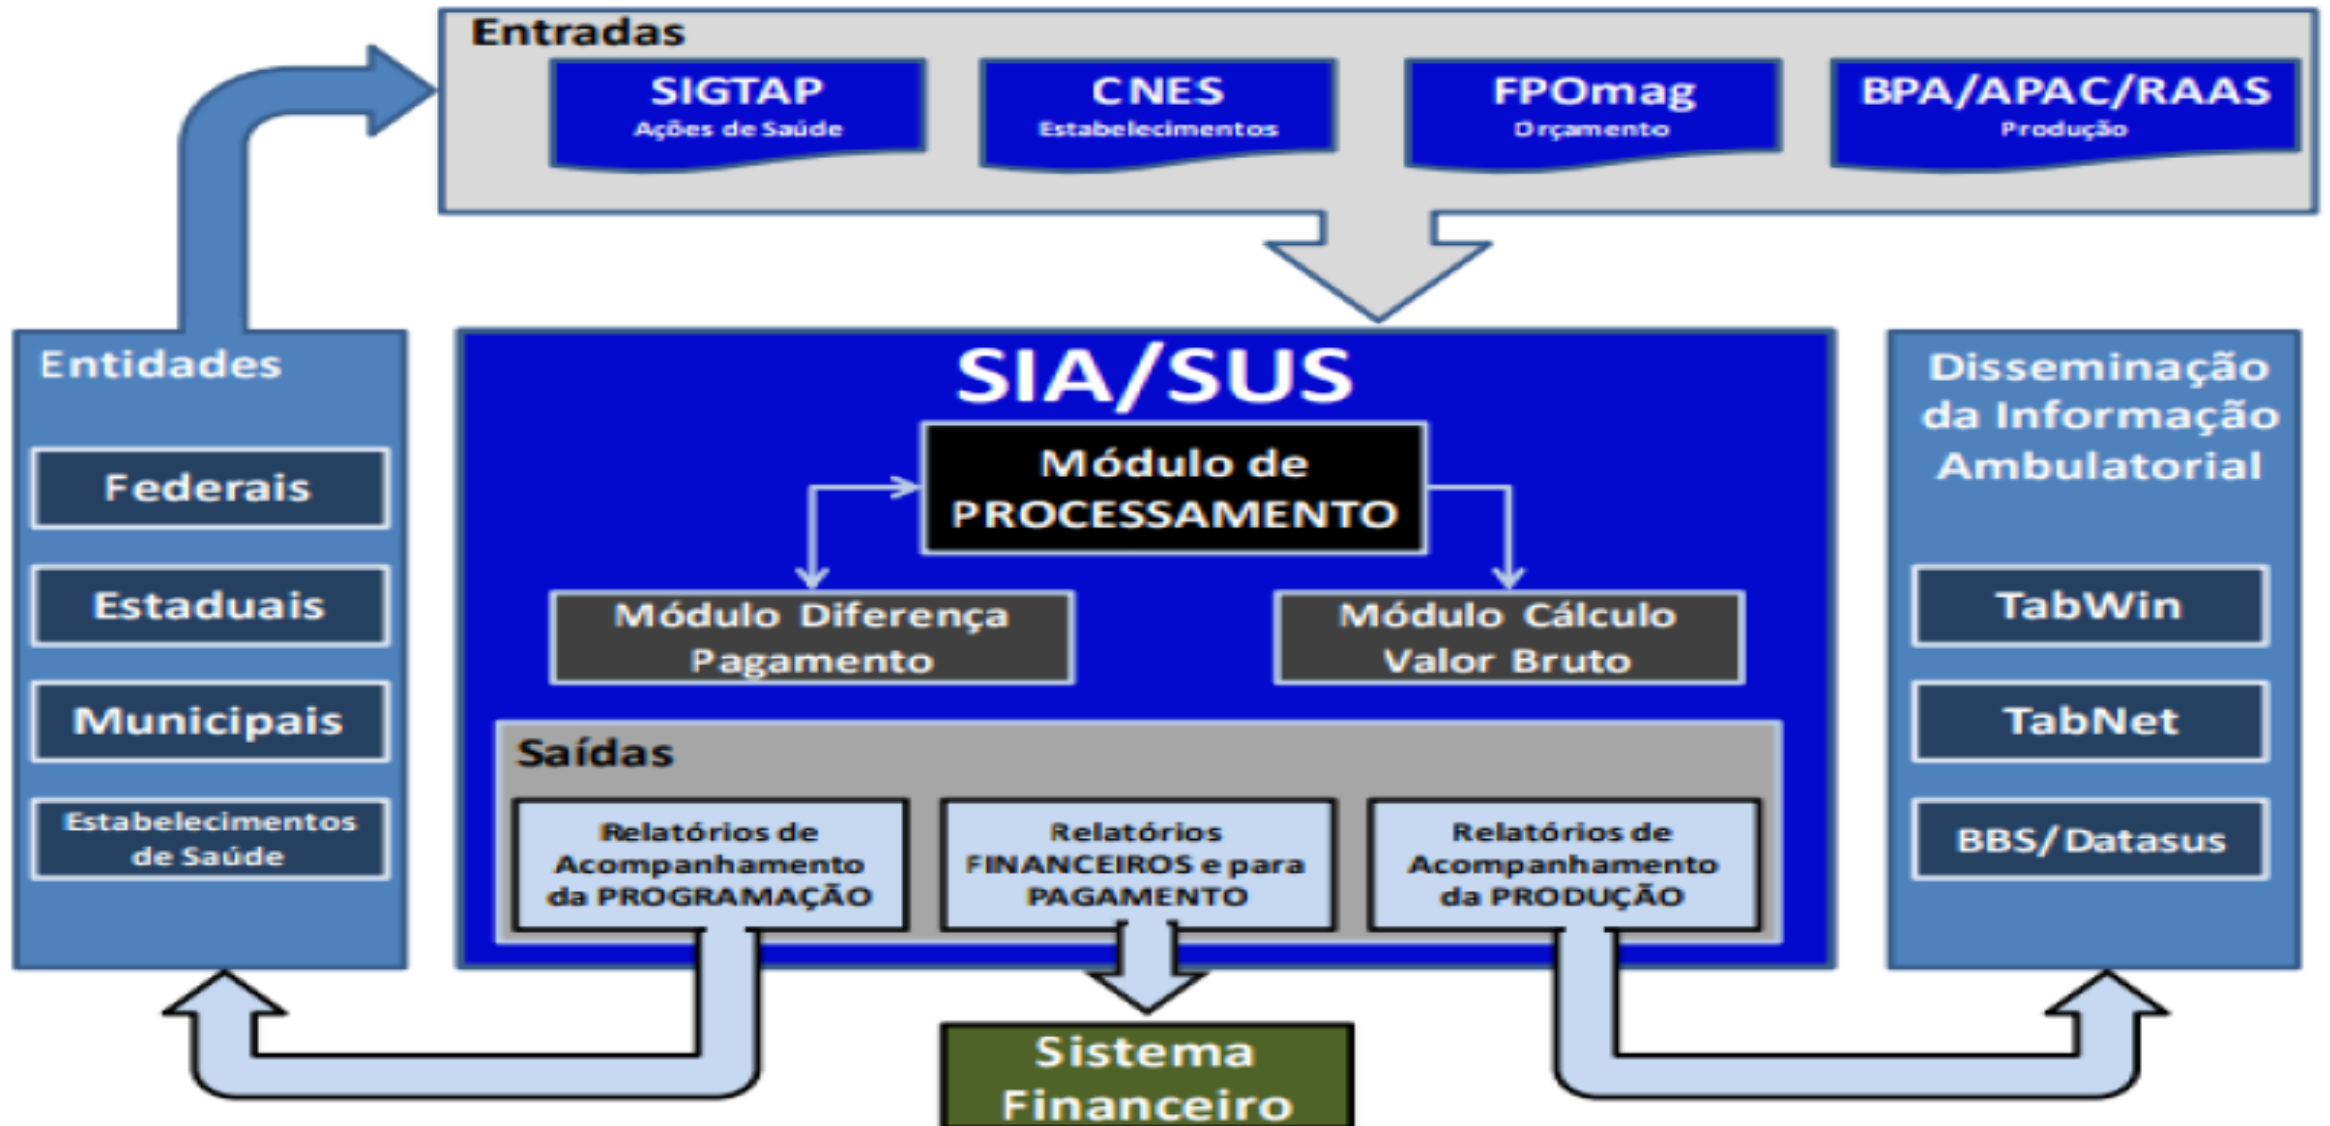 Entradas
SIGTAP
Ações de Saúde
CNES
Estabelecimentos
FPOmag
Orçamento
BPA/APAC/RAAS
Produção
Entidades
Federais
Estaduais
Municipais
Estabelecimentos
de Saúde
SIA/SUS
Módulo de
PROCESSAMENTO
Módulo Diferença
Pagamento
Módulo Cálculo
Valor Bruto
Saídas
Relatórios de
Acompanhamento
da PROGRAMAÇÃO
Relatórios
FINANCEIROS e para
PAGAMENTO
Relatórios de
Acompanhamento
da PRODUÇÃO
Sistema
Financeiro
Disseminação
da Informação
Ambulatorial
TabWin
TabNet
BBS/Datasus